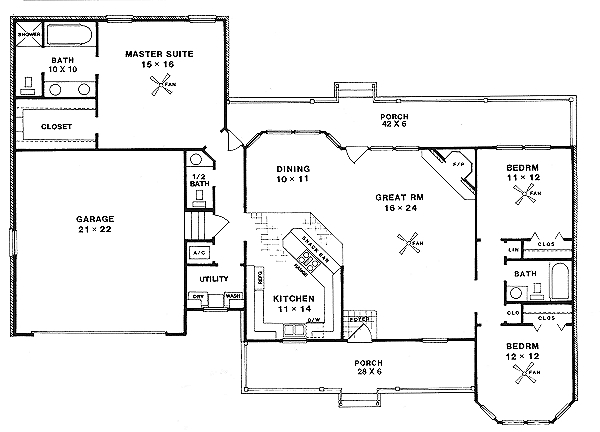 SHOWER
BATH
10 X 10
MASTER SUITE
15 × 16
FAN
CLOSET
PORCH
42 X 6
1/2
BATH
DINING
10 × 11
F/P
BEDRM
11 × 12
FAN
GREAT RM
16 × 24
FAN
GARAGE
21 × 22
SNACK BAR
RANGE
LIN
CLOS
A/C
UTILITY
REFG
BATH
DRY
WASH
KITCHEN
11 × 14
D/W
FOYER
CLO
CLOS
BEDRM
12 × 12
FAN
PORCH
28 X 6